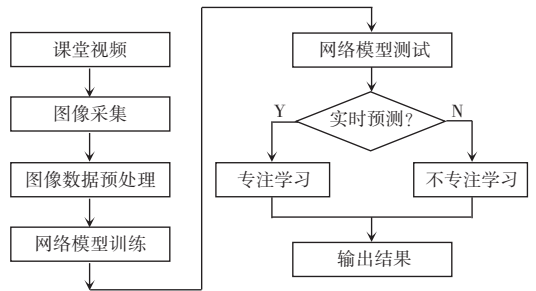 课堂视频
图像采集
图像数据预处理
网络模型训练
网络模型测试
实时预测?
Y
N
专注学习
不专注学习
输出结果